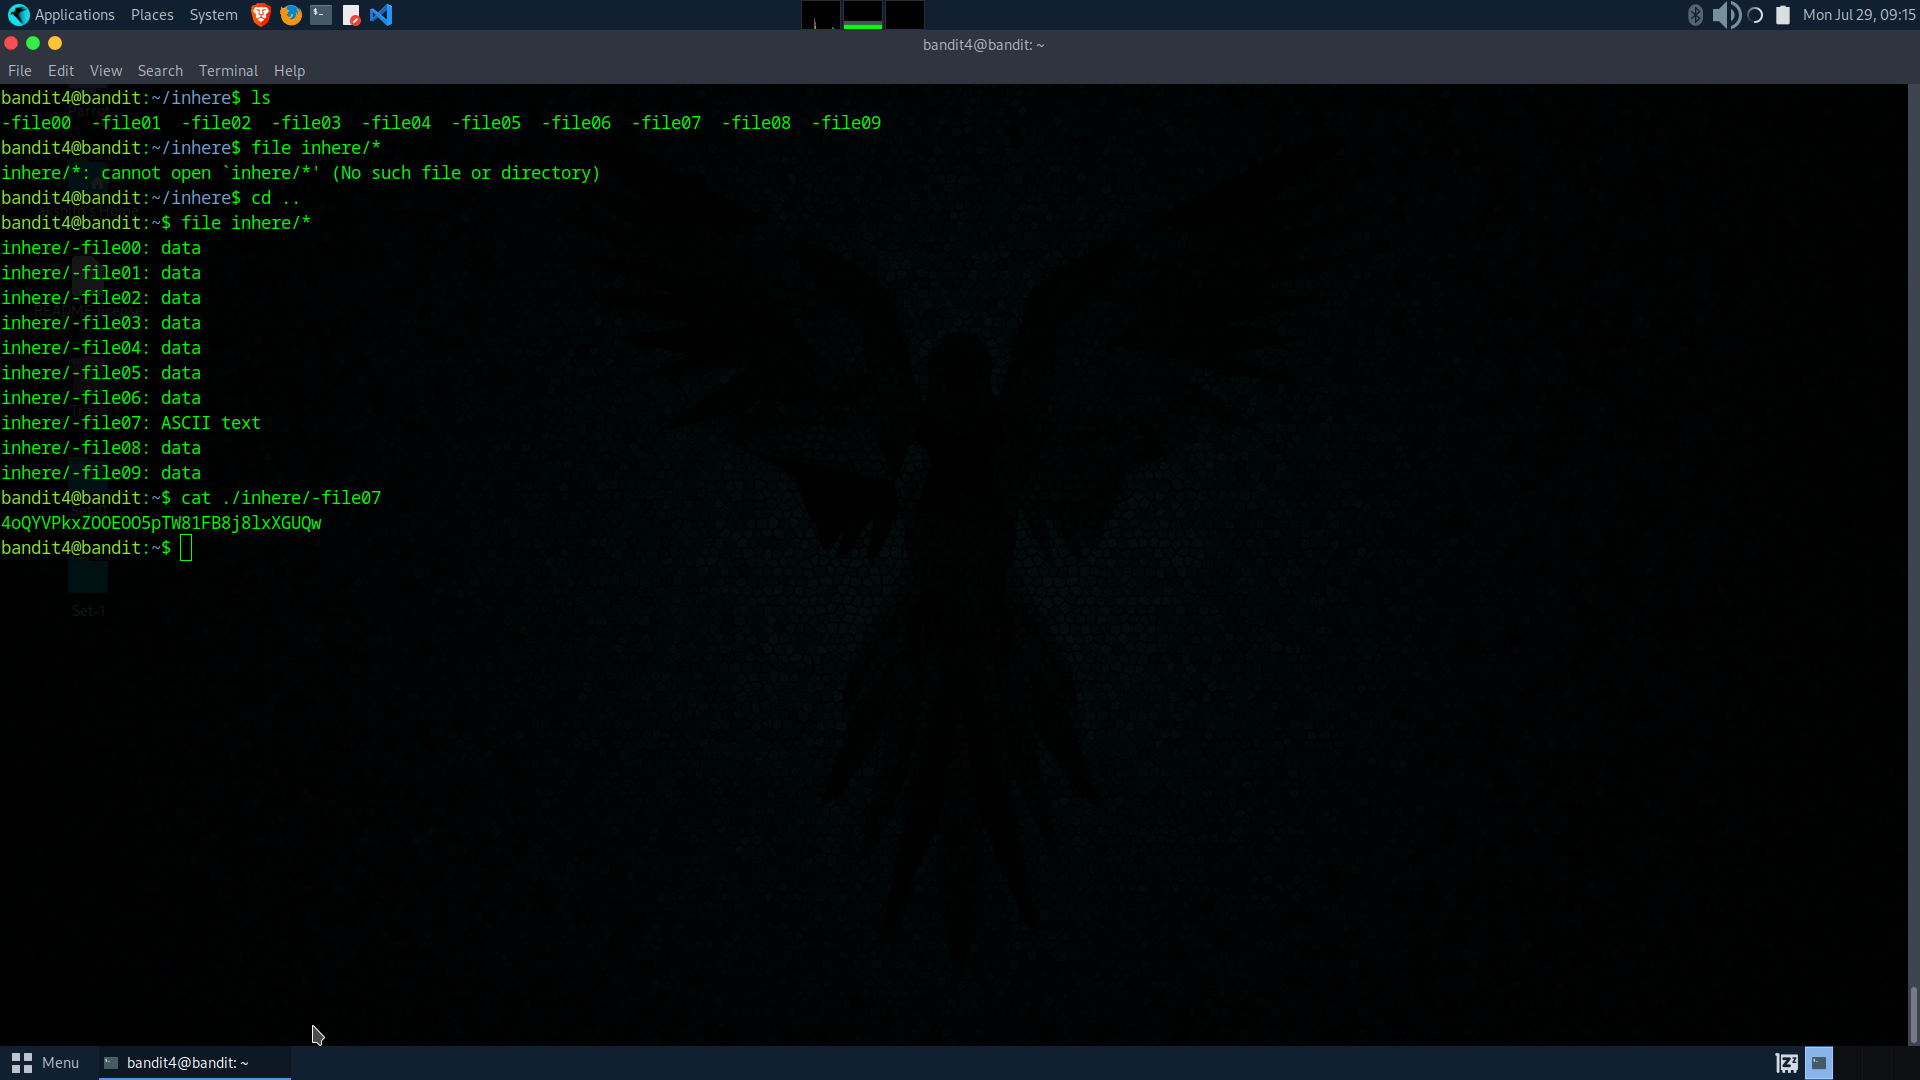 Applications Places System
Mon Jul 29, 09:15
bandit4@bandit: ~
File Edit View Search Terminal Help
bandit4@bandit:~/inhere$ ls
-file00  -file01  -file02  -file03  -file04  -file05  -file06  -file07  -file08  -file09
bandit4@bandit:~/inhere$ file inhere/*
inhere/*: cannot open `inhere/*' (No such file or directory)
bandit4@bandit:~/inhere$ cd ..
bandit4@bandit:~$ file inhere/*
inhere/-file00: data
inhere/-file01: data
inhere/-file02: data
inhere/-file03: data
inhere/-file04: data
inhere/-file05: data
inhere/-file06: data
inhere/-file07: ASCII text
inhere/-file08: data
inhere/-file09: data
bandit4@bandit:~$ cat ./inhere/-file07
4oQYVPkxZOOEOO5pTW81FB8j8lxXGUQw
bandit4@bandit:~$
Set-1
Menu
bandit4@bandit: ~